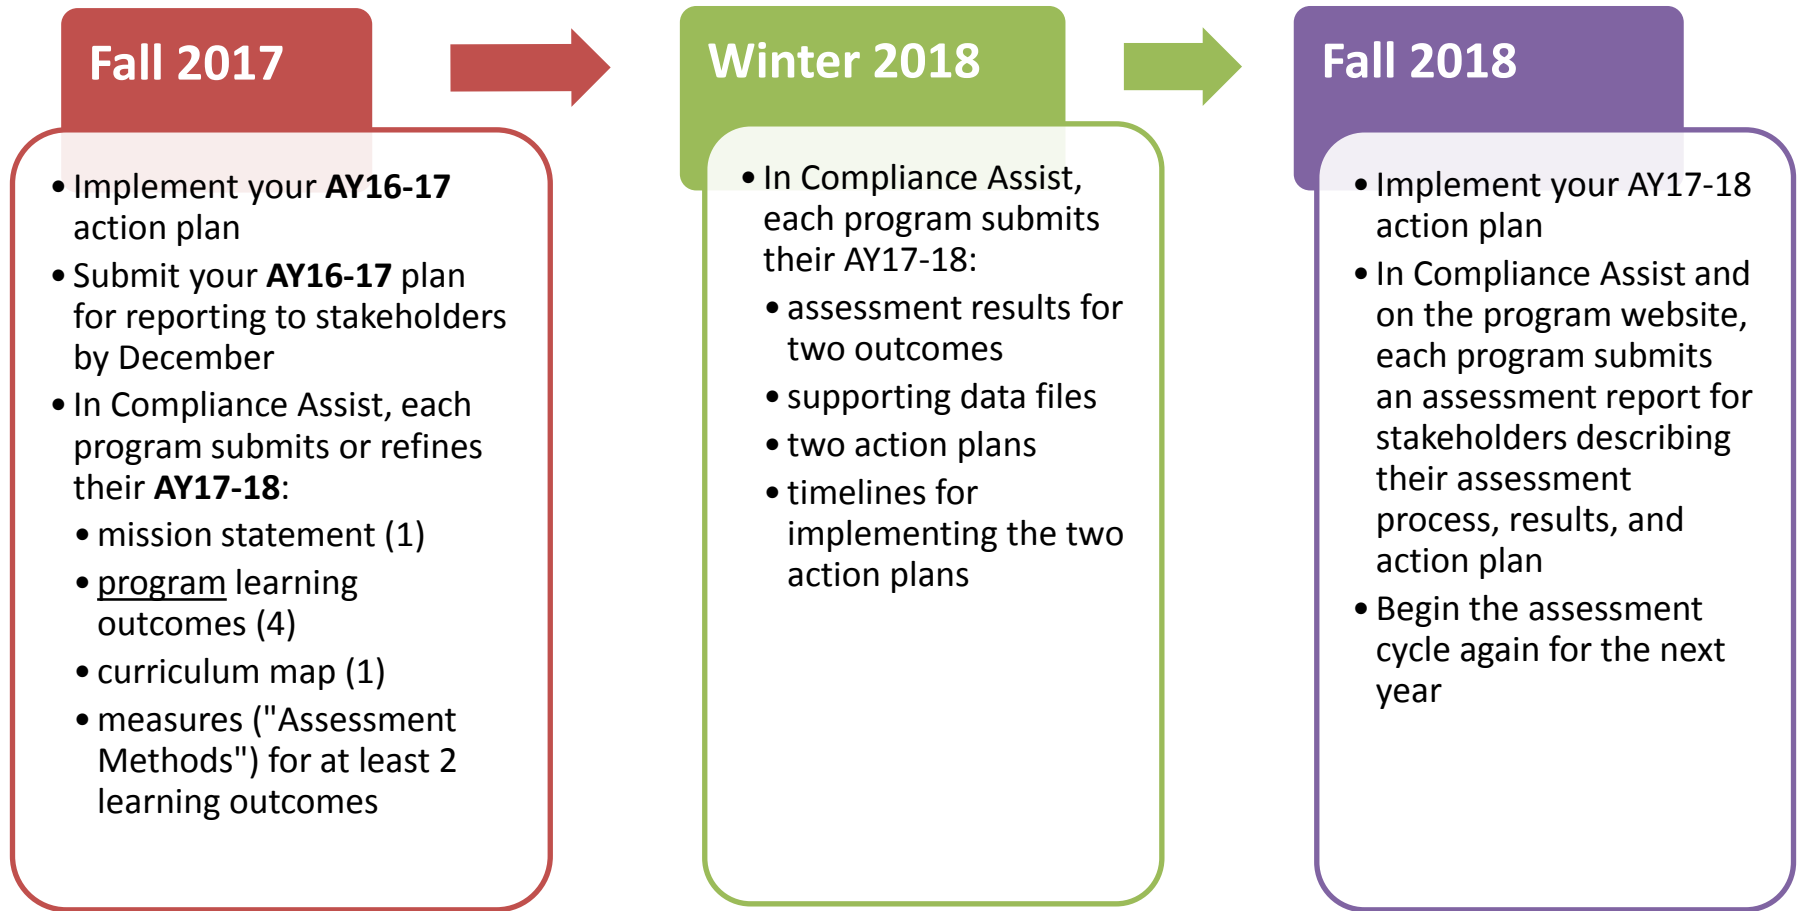 Fall 2017
• Implement your AY16-17
action plan
• Submit your AY16-17 plan
for reporting to stakeholders
by December
• In Compliance Assist, each
program submits or refines
their AY17-18:
• mission statement (1)
• program learning
outcomes (4)
• curriculum map (1)
• measures ("Assessment
Methods") for at least 2
learning outcomes
Winter 2018
• In Compliance Assist,
each program submits
their AY17-18:
• assessment results for
two outcomes
• supporting data files
• two action plans
• timelines for
implementing the two
action plans
Fall 2018
• Implement your AY17-18
action plan
• In Compliance Assist and
on the program website,
each program submits
an assessment report for
stakeholders describing
their assessment
process, results, and
action plan
• Begin the assessment
cycle again for the next
year